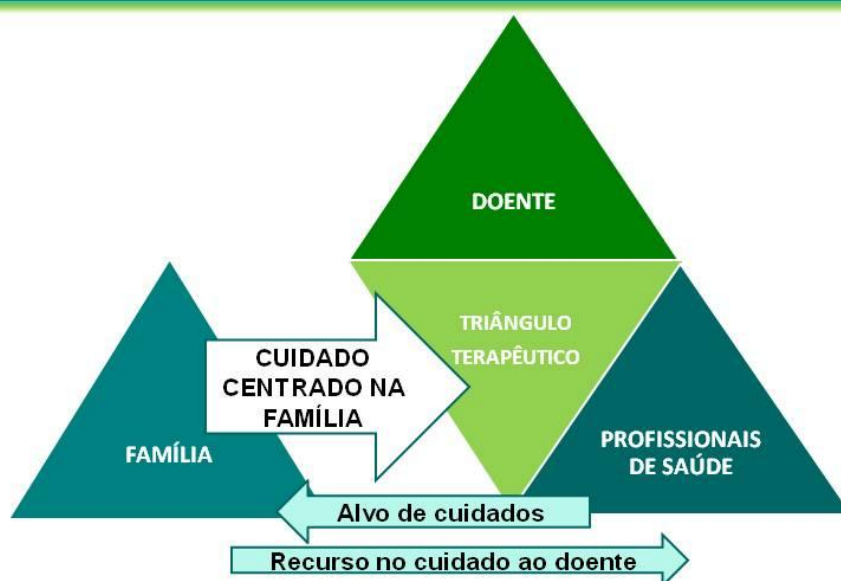 DOENTE
TRIÂNGULO
TERAPÊUTICO
CUIDADO
CENTRADO NA
FAMÍLIA
FAMÍLIA
PROFISSIONAIS
DE SAÚDE
Alvo de cuidados
Recurso no cuidado ao doente